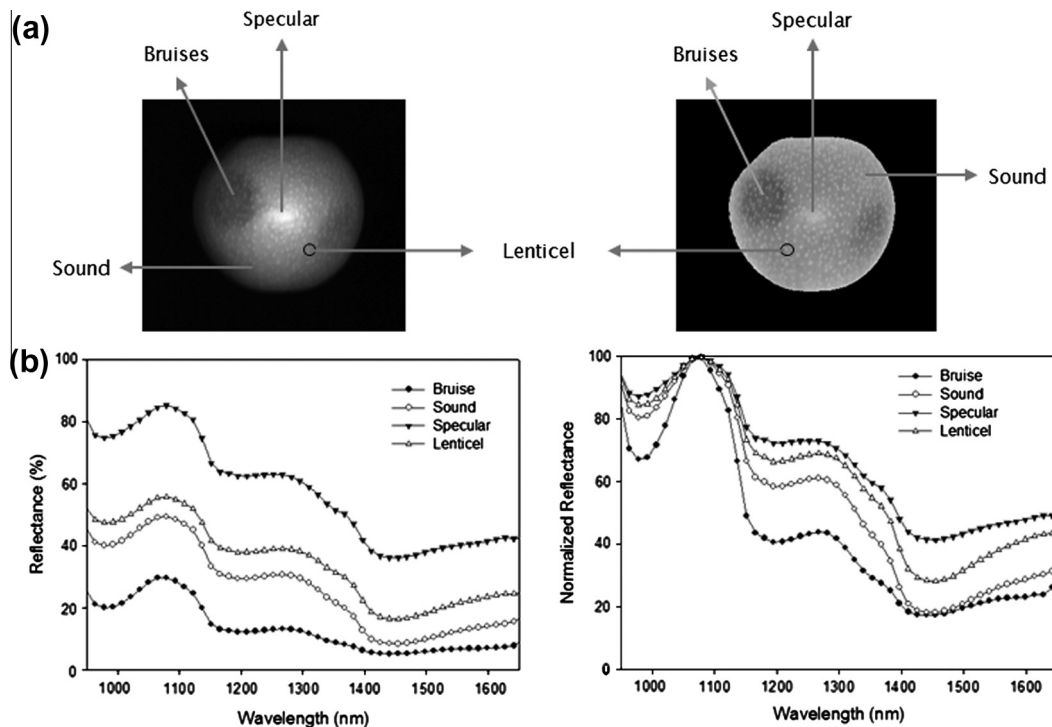 (a)
Specular
Bruises
Sound
Lenticel
Specular
Bruises
Sound
(b)
100
80
60
40
20
0
Reflectance (%)
Bruise
Sound
Specular
Lenticel
1000 1100 1200 1300 1400 1500 1600
Wavelength (nm)
100
80
60
40
20
0
Normalized Reflectance
Bruise
Sound
Specular
Lenticel
1000 1100 1200 1300 1400 1500 1600
Wavelength (nm)